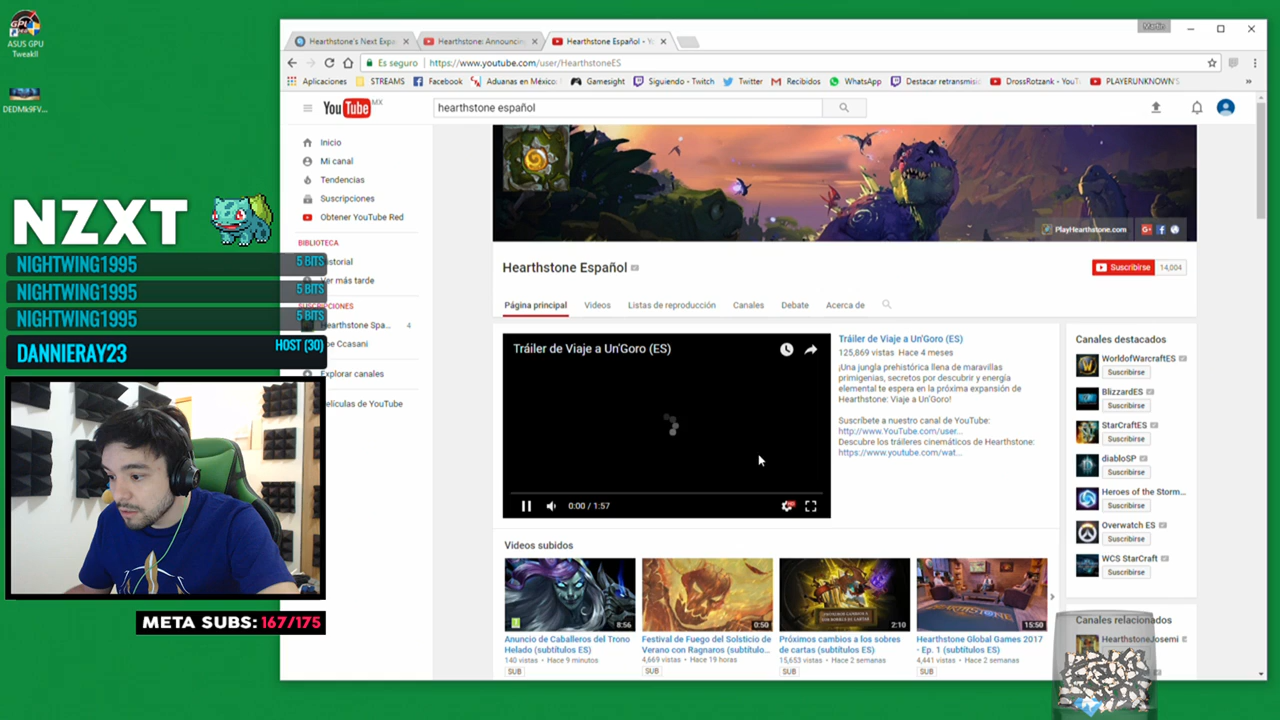 ASUS GPU
TweakII
DEDMk9FV...
NZXT
NIGHTWING1995 5 BITS
NIGHTWING1995 5 BITS
NIGHTWING1995 5 BITS
DANNIERAY23 HOST (30)
META SUBS: 167/175
Hearthstone's Next Expa
Hearthstone: Announcing
Hearthstone Español - Yo
Es seguro https://www.youtube.com/user/HearthstoneES
Aplicaciones STREAMS Facebook Aduanas en México: Gamesight Siguiendo - Twitch Twitter Recibidos WhatsApp Destacar retransmisi DrossRotzank - YouT PLAYERUNKNOWN'S »
YouTube MX
hearthstone español
Inicio
Mi canal
Tendencias
Suscripciones
Obtener YouTube Red
BIBLIOTECA
istorial
er más tarde
SUSCRIPCIONES
Hearthstone Spa... 4
oe Ccasani
Explorar canales
elículas de YouTube
PlayHearthstone.com
Hearthstone Español
Suscribirse 14,004
Página principal Videos Listas de reproducción Canales Debate Acerca de
Tráiler de Viaje a Un'Goro (ES)
0:00 / 1:57
Tráiler de Viaje a Un'Goro (ES)
125,869 vistas Hace 4 meses
¡Una jungla prehistórica llena de maravillas
primigenias, secretos por descubrir y energía
elemental te espera en la próxima expansión de
Hearthstone: Viaje a Un'Goro!
Suscríbete a nuestro canal de YouTube:
http://www.YouTube.com/user...
Descubre los tráileres cinemáticos de Hearthstone:
https://www.youtube.com/wat...
Canales destacados
WorldofWarcraftES
Suscribirse
BlizzardES
Suscribirse
StarCraftES
Suscribirse
diabloSP
Suscribirse
Heroes of the Storm...
Suscribirse
Overwatch ES
Suscribirse
WCS StarCraft
Suscribirse
Canales relacionados
HearthstoneJosemi
Videos subidos
8:56
Anuncio de Caballeros del Trono
Helado (subtítulos ES)
140 vistas • Hace 9 minutos
SUB
0:50
Festival de Fuego del Solsticio de
Verano con Ragnaros (subtítulo...
4,669 vistas • Hace 19 horas
SUB
2:10
Próximos cambios a los sobres
de cartas (subtítulos ES)
15,653 vistas • Hace 2 semanas
SUB
15:50
Hearthstone Global Games 2017
- Ep. 1 (subtítulos ES)
4,441 vistas • Hace 2 semanas
SUB